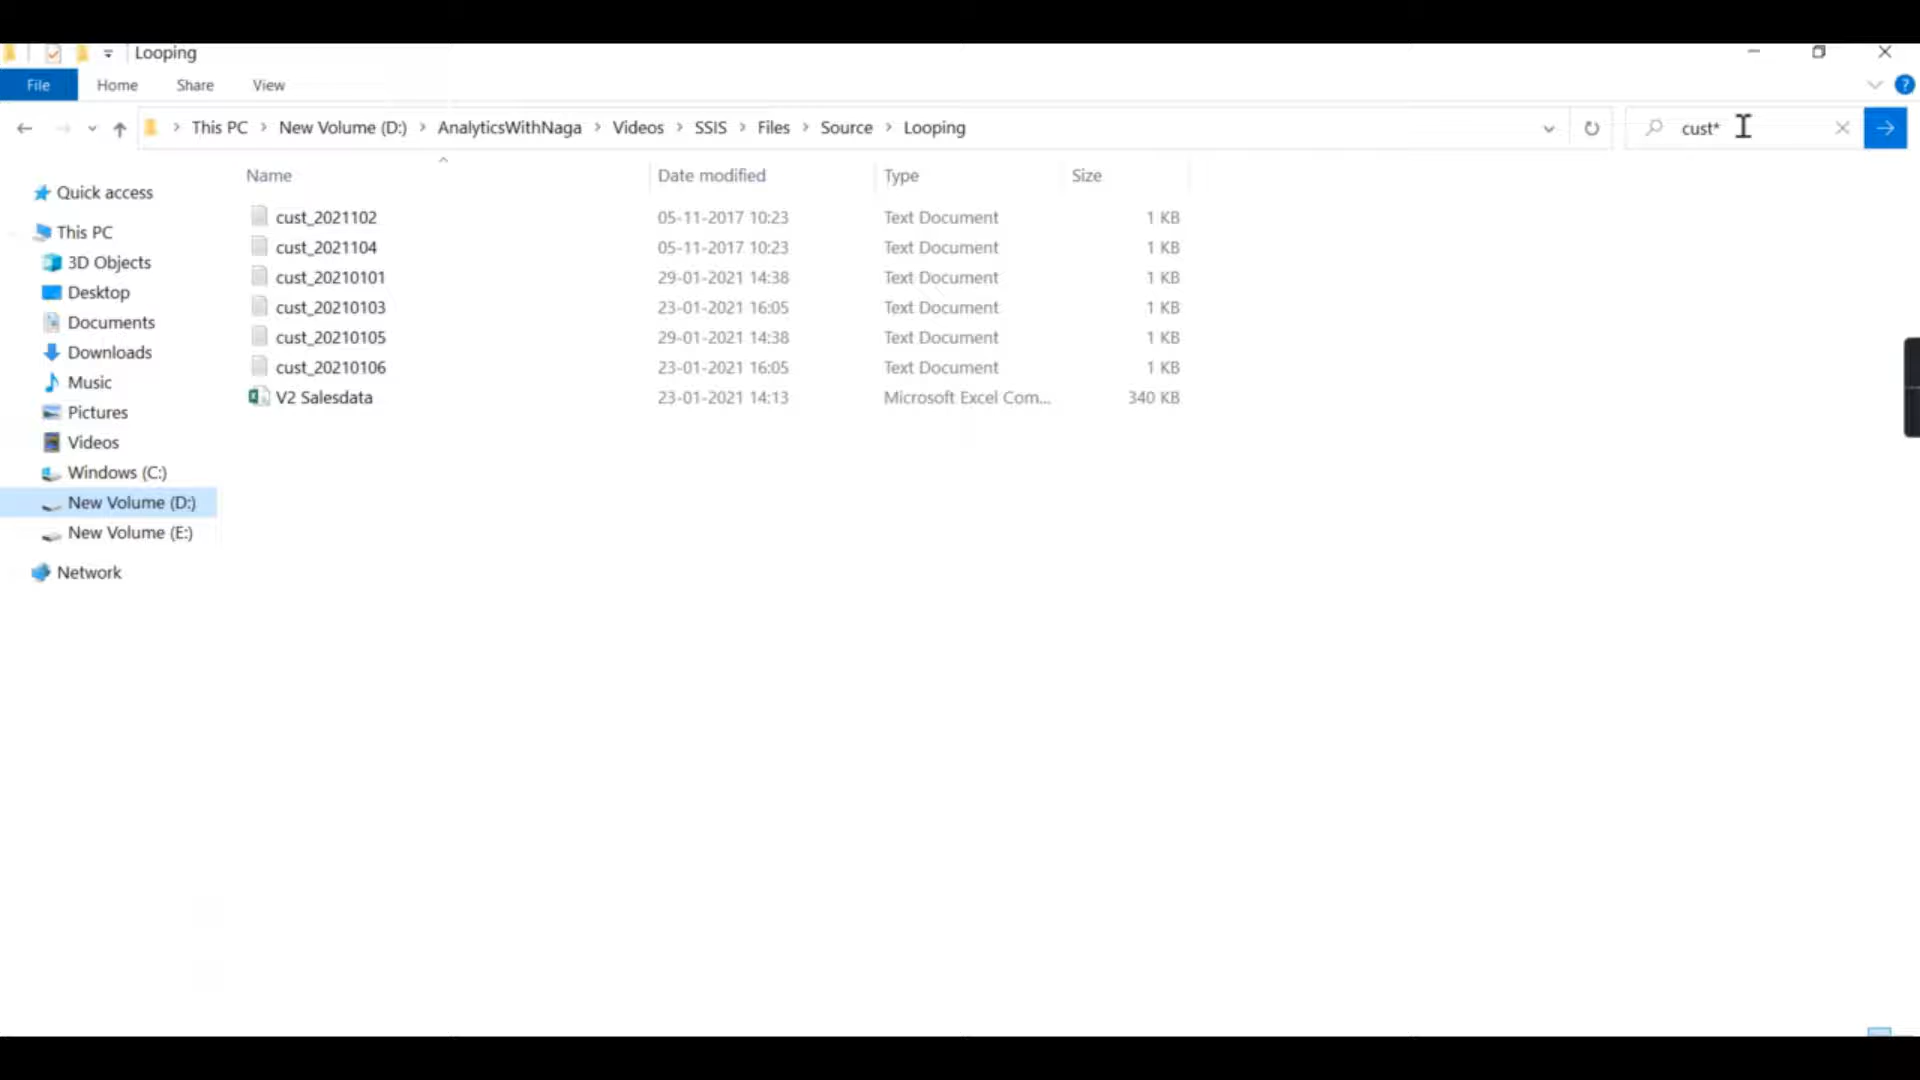 Looping
File Home Share View ?
This PC New Volume (D:) AnalyticsWithNaga Videos SSIS Files Source Looping cust*
Name Date modified Type Size
Quick access
This PC
3D Objects
Desktop
Documents
Downloads
Music
Pictures
Videos
Windows (C:)
New Volume (D:)
New Volume (E:)
Network
cust_2021102 05-11-2017 10:23 Text Document 1 KB
cust_2021104 05-11-2017 10:23 Text Document 1 KB
cust_20210101 29-01-2021 14:38 Text Document 1 KB
cust_20210103 23-01-2021 16:05 Text Document 1 KB
cust_20210105 29-01-2021 14:38 Text Document 1 KB
cust_20210106 23-01-2021 16:05 Text Document 1 KB
V2 Salesdata 23-01-2021 14:13 Microsoft Excel Com... 340 KB